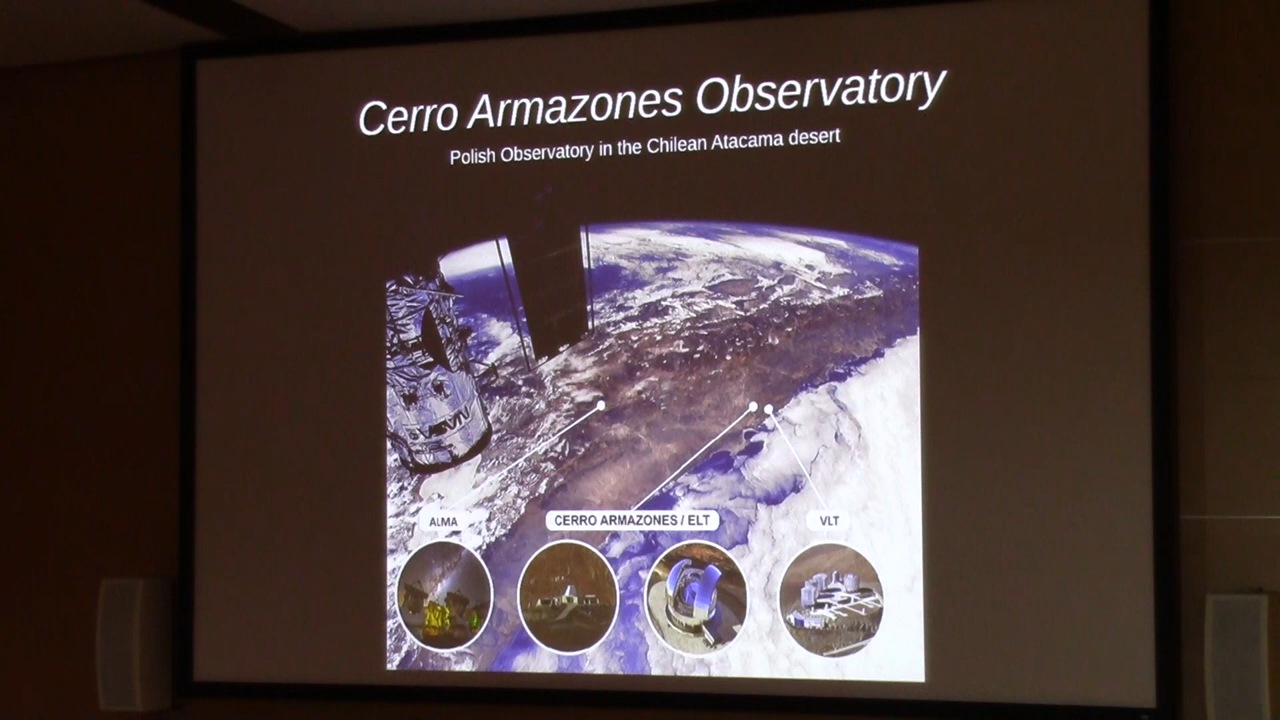 Cerro Armazones Observatory
Polish Observatory in the Chilean Atacama desert
ALMA
CERRO ARMAZONES / ELT
VLT